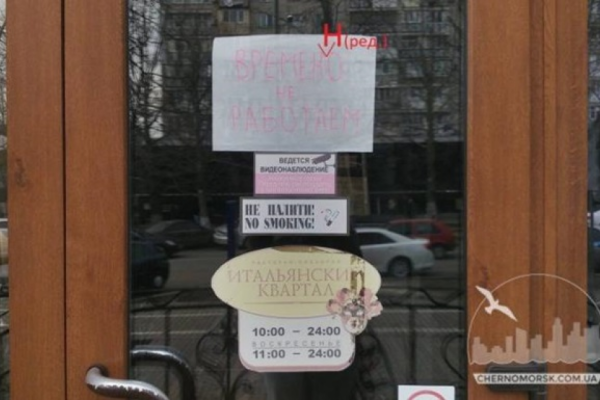 Н (ред.)
ВРЕМЕНО
НЕ
РАБОТАЕМ
ВЕДЕТСЯ
ВИДЕОНАБЛЮДЕНИЕ
НЕ ПАЛИТИ!
NO SMOKING!
ИТАЛЬЯНСКИЙ
КВАРТАЛ
10:00 – 24:00
ВОСКРЕСЕНЬЕ
11:00 – 24:00
CHERNOMORSK.COM.UA